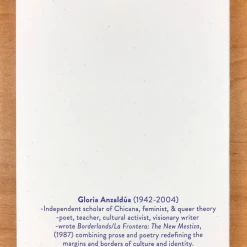 Gloria Anzaldúa (1942-2004)
-Independent scholar of Chicana, feminist, & queer theory
-poet, teacher, cultural activist, visionary writer
-wrote Borderlands/La Frontera: The New Mestiza,
(1987) combining prose and poetry redefining the
margins and borders of culture and identity.